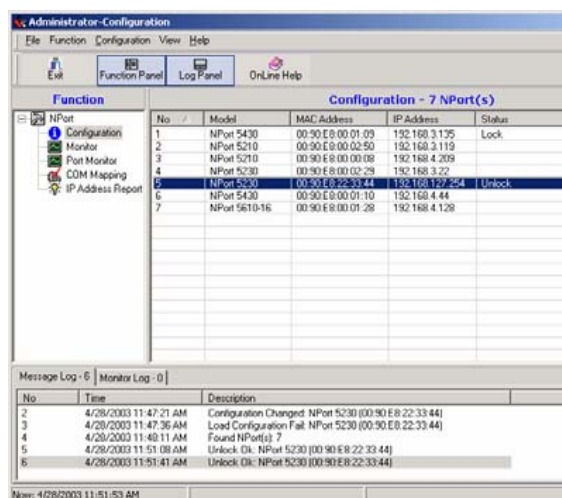 Administrator-Configuration
File Function Configuration View Help
Exit Function Panel Log Panel OnLine Help
Function
NPort
Configuration
Monitor
Port Monitor
COM Mapping
IP Address Report
Configuration - 7 NPort(s)
No / Model MAC Address IP Address Status
1 NPort 5430 00:90:E8:00:01:09 192.168.3.135 Lock
2 NPort 5210 00:90:E8:00:02:50 192.168.3.119
3 NPort 5210 00:90:E8:00:00:08 192.168.4.209
4 NPort 5230 00:90:E8:00:02:29 192.168.3.22
5 NPort 5230 00:90:E8:22:33:44 192.168.127.254 Unlock
6 NPort 5430 00:90:E8:00:01:10 192.168.4.44
7 NPort 5610-16 00:90:E8:00:01:28 192.168.4.128
Message Log - 6 Monitor Log - 0
No Time Description
2 4/28/2003 11:47:21 AM Configuration Changed: NPort 5230 (00:90:E8:22:33:44)
3 4/28/2003 11:47:36 AM Load Configuration Fail: NPort 5230 (00:90:E8:22:33:44)
4 4/28/2003 11:48:11 AM Found NPort(s): 7
5 4/28/2003 11:51:08 AM Unlock Ok: NPort 5230 (00:90:E8:22:33:44)
6 4/28/2003 11:51:41 AM Unlock Ok: NPort 5230 (00:90:E8:22:33:44)
Now: 4/28/2003 11:51:53 AM